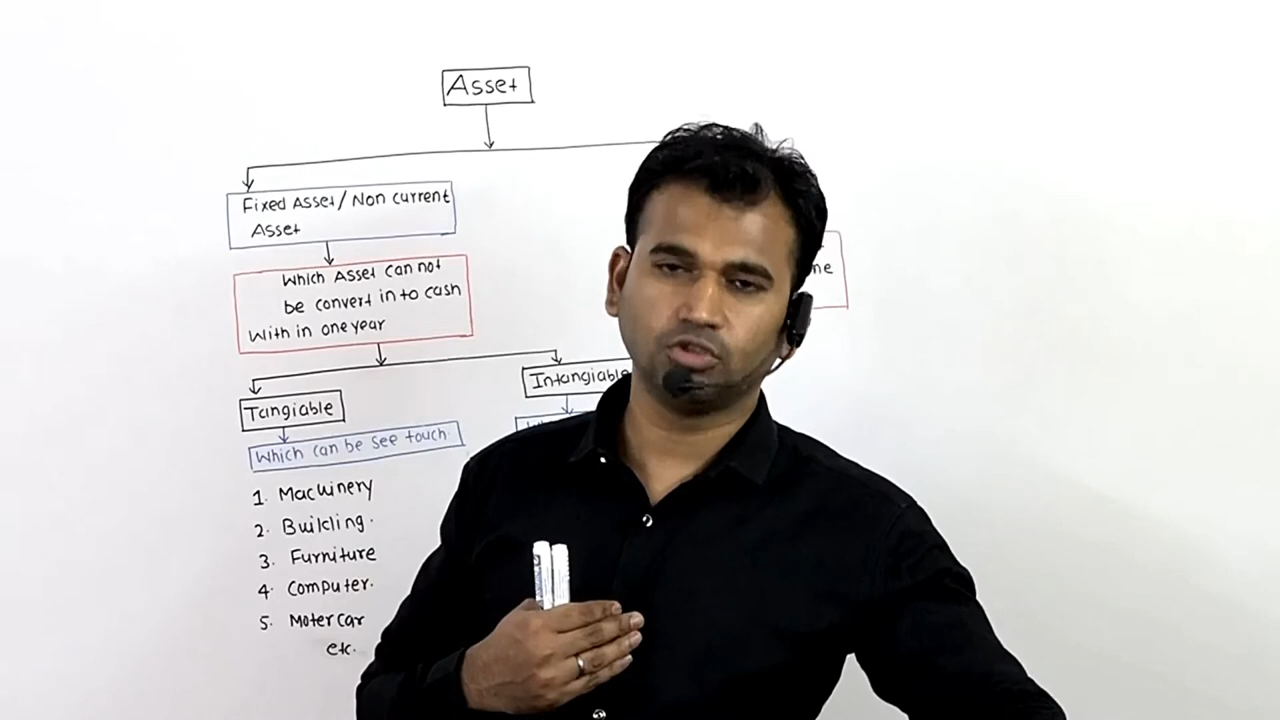 Asset
Fixed Asset / Non current
Asset
Which Asset can not
be convert in to cash
With in one year
Tangiable
Intangiable
Which can be see touch.
1. Machinery
2. Building.
3. Furniture
4. Computer.
5. Moter car
etc.